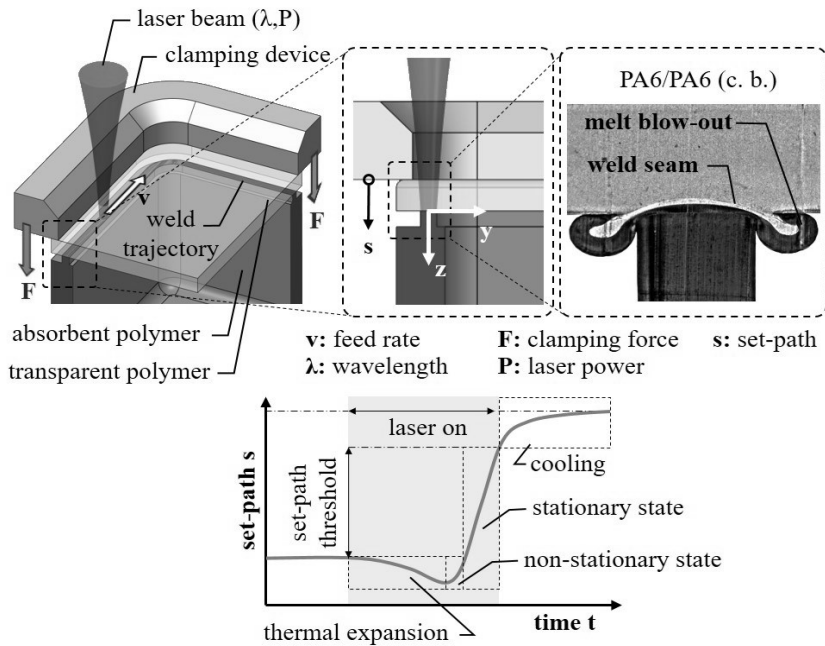 laser beam (λ,P)
clamping device
v
weld
trajectory
F
F
absorbent polymer
transparent polymer
s
y
z
PA6/PA6 (c. b.)
melt blow-out
weld seam
v: feed rate
F: clamping force
s: set-path
λ: wavelength
P: laser power
laser on
set-path s
set-path
threshold
cooling
stationary state
non-stationary state
thermal expansion
time t